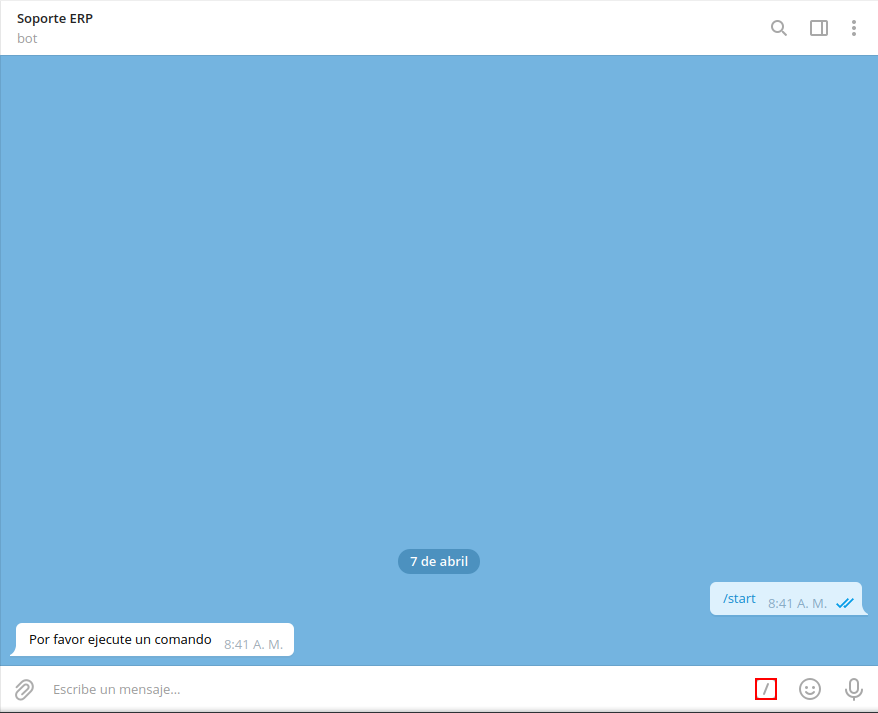 Soporte ERP
bot
7 de abril
/start 8:41 A. M.
Por favor ejecute un comando 8:41 A. M.
Escribe un mensaje... /